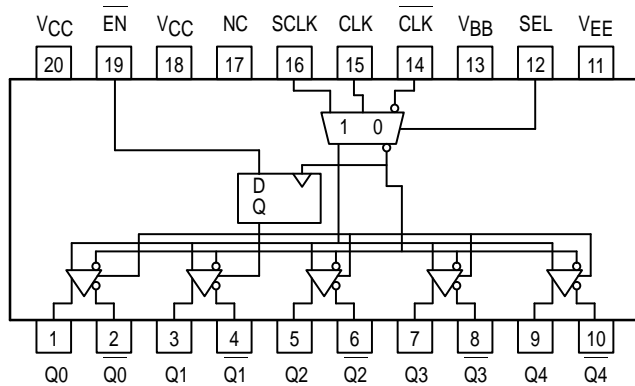 VCC EN VCC NC SCLK CLK CLK VBB SEL VEE
20 19 18 17 16 15 14 13 12 11
1 0
D
Q
1 2 3 4 5 6 7 8 9 10
Q0 Q0 Q1 Q1 Q2 Q2 Q3 Q3 Q4 Q4